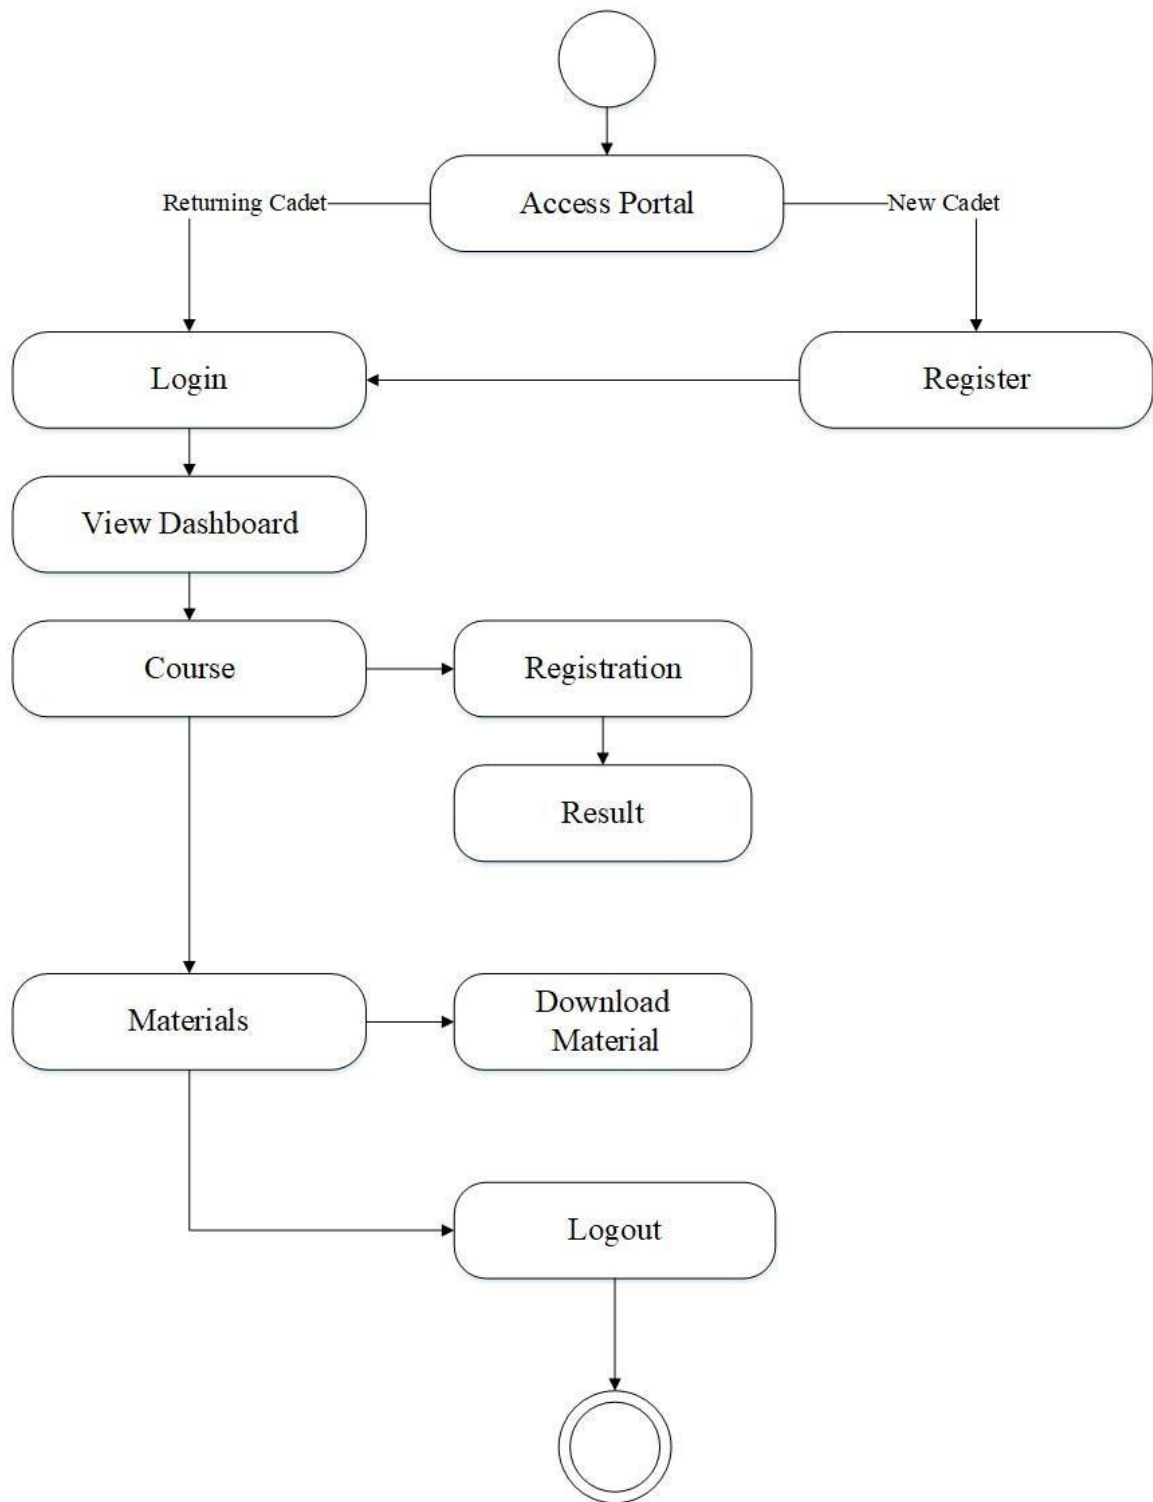 Access Portal
Returning Cadet
New Cadet
Login
Register
View Dashboard
Course
Registration
Result
Materials
Download
Material
Logout